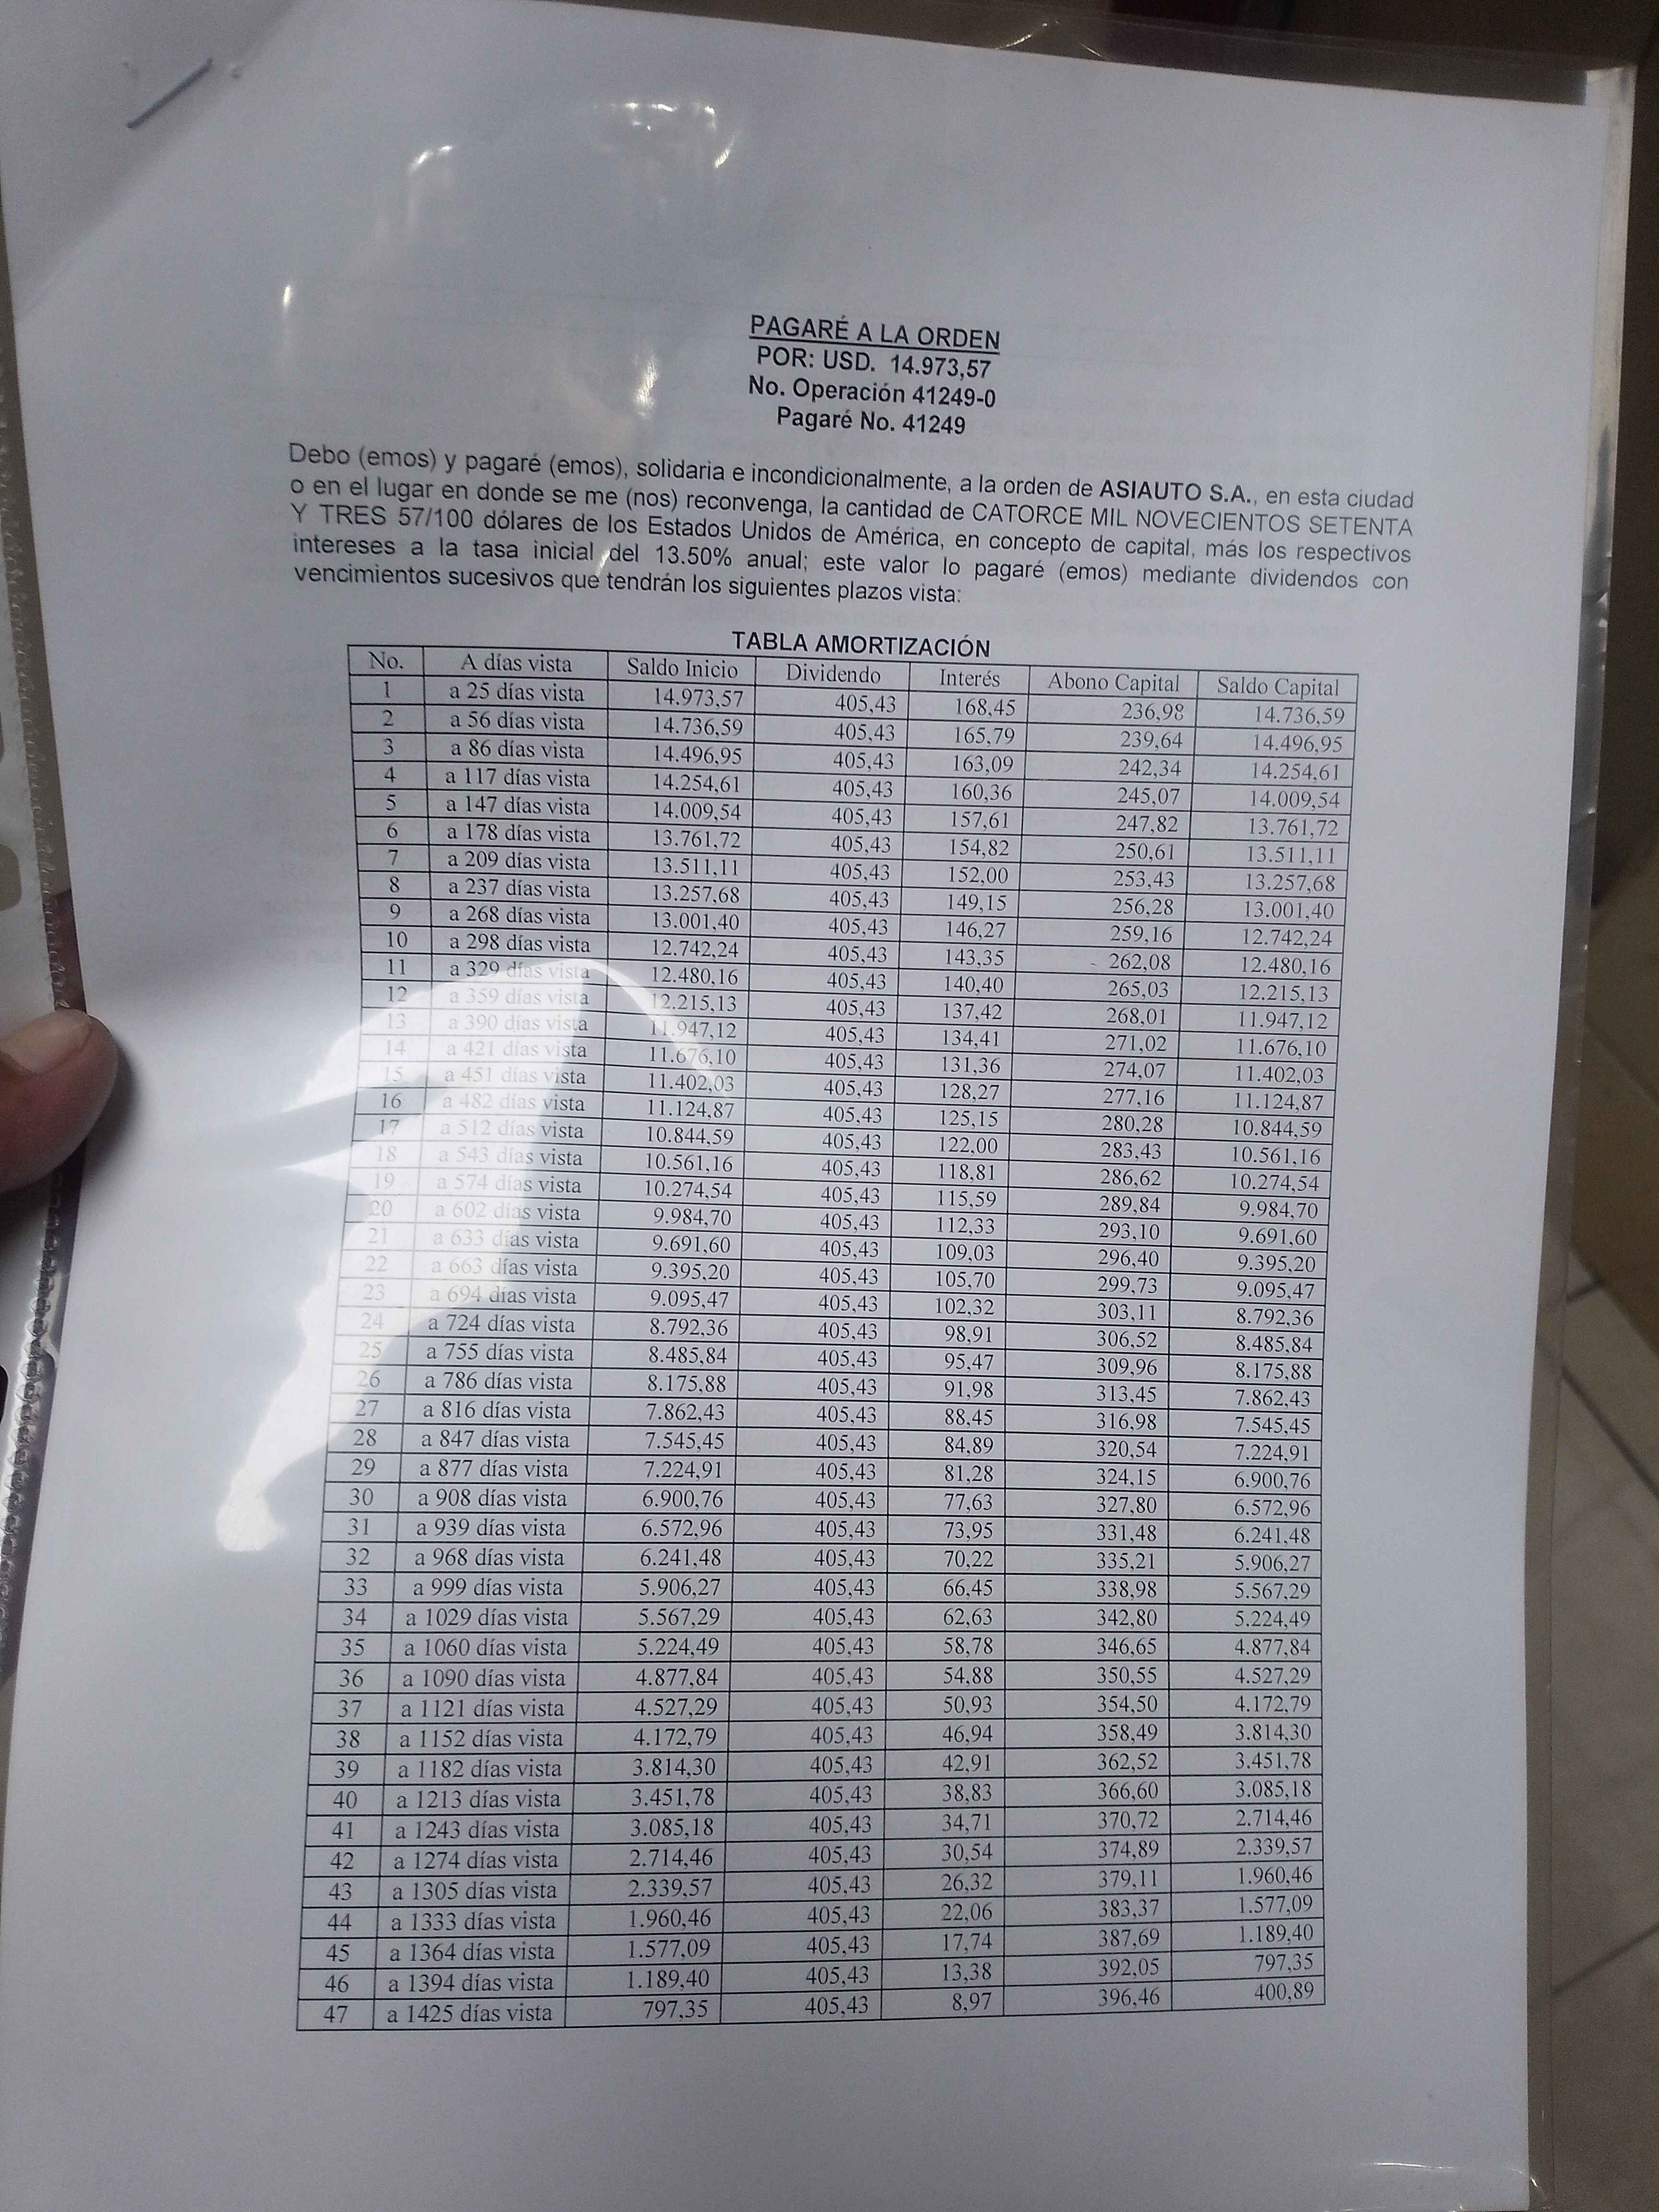 PAGARÉ A LA ORDEN
POR: USD. 14.973,57
No. Operación 41249-0
Pagaré No. 41249
Debo (emos) y pagaré (emos), solidaria e incondicionalmente, a la orden de ASIAUTO S.A., en esta ciudad
o en el lugar en donde se me (nos) reconvenga, la cantidad de CATORCE MIL NOVECIENTOS SETENTA
Y TRES 57/100 dólares de los Estados Unidos de América, en concepto de capital, más los respectivos
intereses a la tasa inicial del 13.50% anual; este valor lo pagaré (emos) mediante dividendos con
vencimientos sucesivos que tendrán los siguientes plazos vista:
TABLA AMORTIZACIÓN
No. A días vista Saldo Inicio Dividendo Interés Abono Capital Saldo Capital
1 a 25 días vista 14.973,57 405,43 168,45 236,98 14.736,59
2 a 56 días vista 14.736,59 405,43 165,79 239,64 14.496,95
3 a 86 días vista 14.496,95 405,43 163,09 242,34 14.254,61
4 a 117 días vista 14.254,61 405,43 160,36 245,07 14.009,54
5 a 147 días vista 14.009,54 405,43 157,61 247,82 13.761,72
6 a 178 días vista 13.761,72 405,43 154,82 250,61 13.511,11
7 a 209 días vista 13.511,11 405,43 152,00 253,43 13.257,68
8 a 237 días vista 13.257,68 405,43 149,15 256,28 13.001,40
9 a 268 días vista 13.001,40 405,43 146,27 259,16 12.742,24
10 a 298 días vista 12.742,24 405,43 143,35 262,08 12.480,16
11 a 329 días vista 12.480,16 405,43 140,40 265,03 12.215,13
12 a 359 días vista 12.215,13 405,43 137,42 268,01 11.947,12
13 a 390 días vista 11.947,12 405,43 134,41 271,02 11.676,10
14 a 421 días vista 11.676,10 405,43 131,36 274,07 11.402,03
15 a 451 días vista 11.402,03 405,43 128,27 277,16 11.124,87
16 a 482 días vista 11.124,87 405,43 125,15 280,28 10.844,59
17 a 512 días vista 10.844,59 405,43 122,00 283,43 10.561,16
18 a 543 días vista 10.561,16 405,43 118,81 286,62 10.274,54
19 a 574 días vista 10.274,54 405,43 115,59 289,84 9.984,70
20 a 602 días vista 9.984,70 405,43 112,33 293,10 9.691,60
21 a 633 días vista 9.691,60 405,43 109,03 296,40 9.395,20
22 a 663 días vista 9.395,20 405,43 105,70 299,73 9.095,47
23 a 694 días vista 9.095,47 405,43 102,32 303,11 8.792,36
24 a 724 días vista 8.792,36 405,43 98,91 306,52 8.485,84
25 a 755 días vista 8.485,84 405,43 95,47 309,96 8.175,88
26 a 786 días vista 8.175,88 405,43 91,98 313,45 7.862,43
27 a 816 días vista 7.862,43 405,43 88,45 316,98 7.545,45
28 a 847 días vista 7.545,45 405,43 84,89 320,54 7.224,91
29 a 877 días vista 7.224,91 405,43 81,28 324,15 6.900,76
30 a 908 días vista 6.900,76 405,43 77,63 327,80 6.572,96
31 a 939 días vista 6.572,96 405,43 73,95 331,48 6.241,48
32 a 968 días vista 6.241,48 405,43 70,22 335,21 5.906,27
33 a 999 días vista 5.906,27 405,43 66,45 338,98 5.567,29
34 a 1029 días vista 5.567,29 405,43 62,63 342,80 5.224,49
35 a 1060 días vista 5.224,49 405,43 58,78 346,65 4.877,84
36 a 1090 días vista 4.877,84 405,43 54,88 350,55 4.527,29
37 a 1121 días vista 4.527,29 405,43 50,93 354,50 4.172,79
38 a 1152 días vista 4.172,79 405,43 46,94 358,49 3.814,30
39 a 1182 días vista 3.814,30 405,43 42,91 362,52 3.451,78
40 a 1213 días vista 3.451,78 405,43 38,83 366,60 3.085,18
41 a 1243 días vista 3.085,18 405,43 34,71 370,72 2.714,46
42 a 1274 días vista 2.714,46 405,43 30,54 374,89 2.339,57
43 a 1305 días vista 2.339,57 405,43 26,32 379,11 1.960,46
44 a 1333 días vista 1.960,46 405,43 22,06 383,37 1.577,09
45 a 1364 días vista 1.577,09 405,43 17,74 387,69 1.189,40
46 a 1394 días vista 1.189,40 405,43 13,38 392,05 797,35
47 a 1425 días vista 797,35 405,43 8,97 396,46 400,89